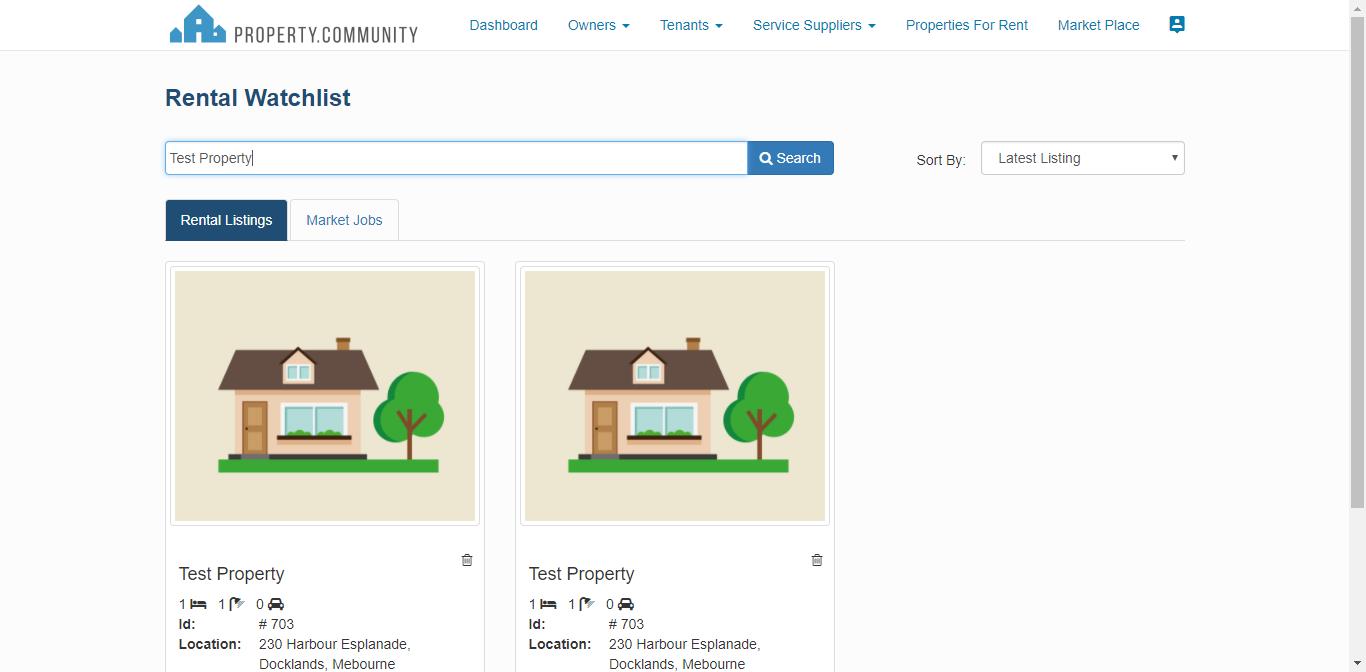 PROPERTY.COMMUNITY
Dashboard Owners Tenants Service Suppliers Properties For Rent Market Place
Rental Watchlist
Test Property Search Sort By: Latest Listing
Rental Listings Market Jobs
Test Property
1 1 0
Id: # 703
Location: 230 Harbour Esplanade,
Docklands, Mebourne
Test Property
1 1 0
Id: # 703
Location: 230 Harbour Esplanade,
Docklands, Mebourne